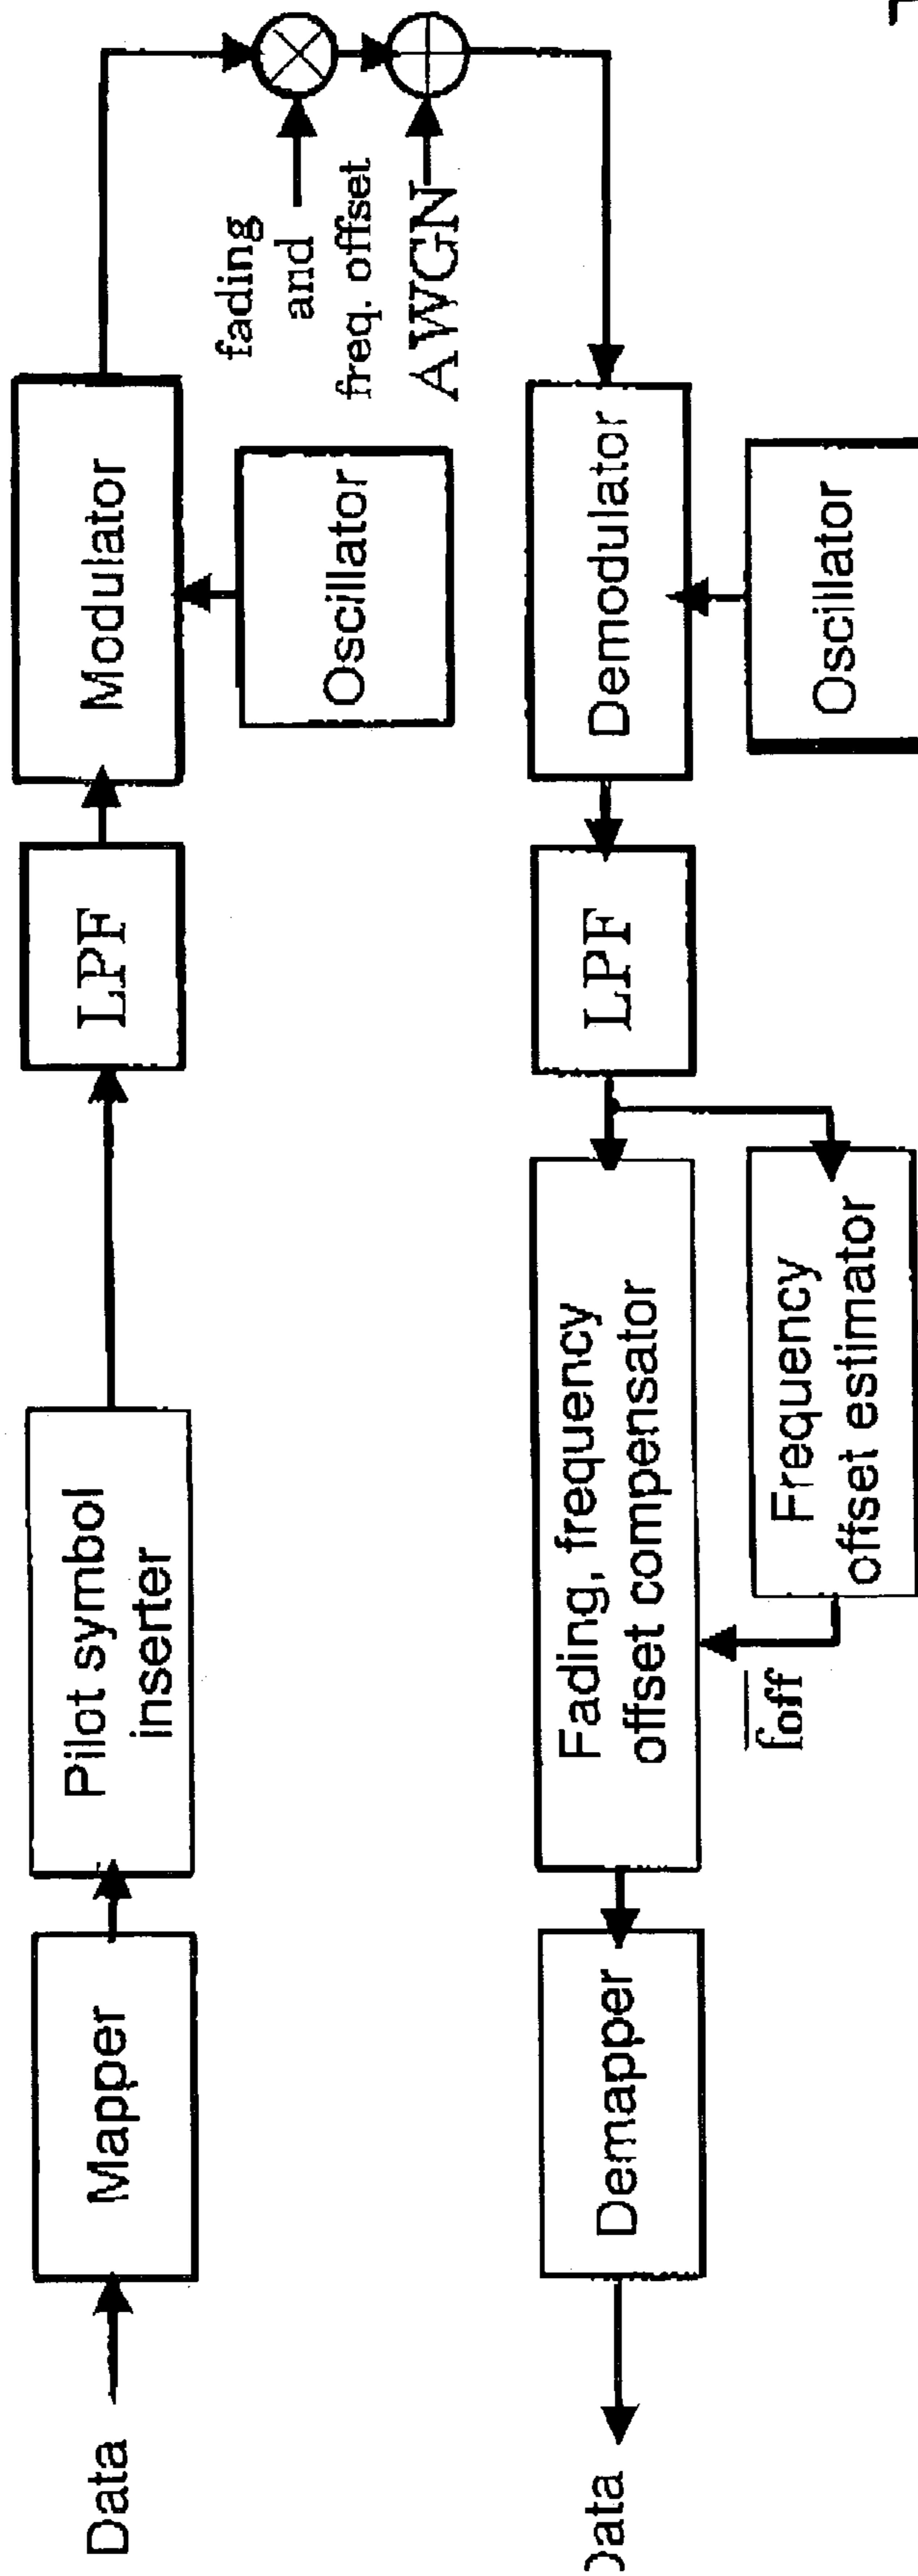 Data
Mapper
Pilot symbol
inserter
LPF
Modulator
Oscillator
fading
and
freq. offset
AWGN
Demodulator
Oscillator
LPF
Fading, frequency
offset compensator
Frequency
offset estimator
foff
Demapper
Data